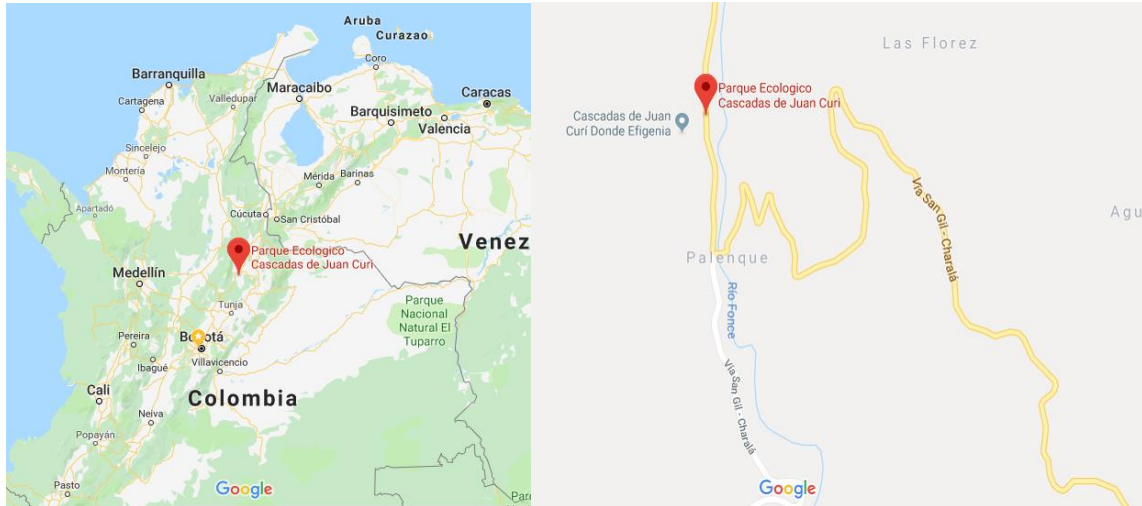 Aruba
Curazao
Coro
Barranquilla
Maracaibo
Caracas
Cartagena
Valledupar
Barquisimeto
Valencia
Sincelejo
Montería
Mérida
Barinas
Apartadó
Cúcuta
San Cristóbal
Parque Ecologico
Cascadas de Juan Curi
Venez
Medellín
Tunja
Parque
Nacional
Natural El
Tuparro
Pereira
Bogotá
Ibagué
Villavicencio
Cali
Colombia
Neiva
Popayán
Pasto
Google
Par
Las Florez
Parque Ecologico
Cascadas de Juan Curi
Cascadas de Juan
Curí Donde Efigenia
Vía San Gil - Charalá
Agu
Palenque
Río Fonce
Vía San Gil - Charalá
Google